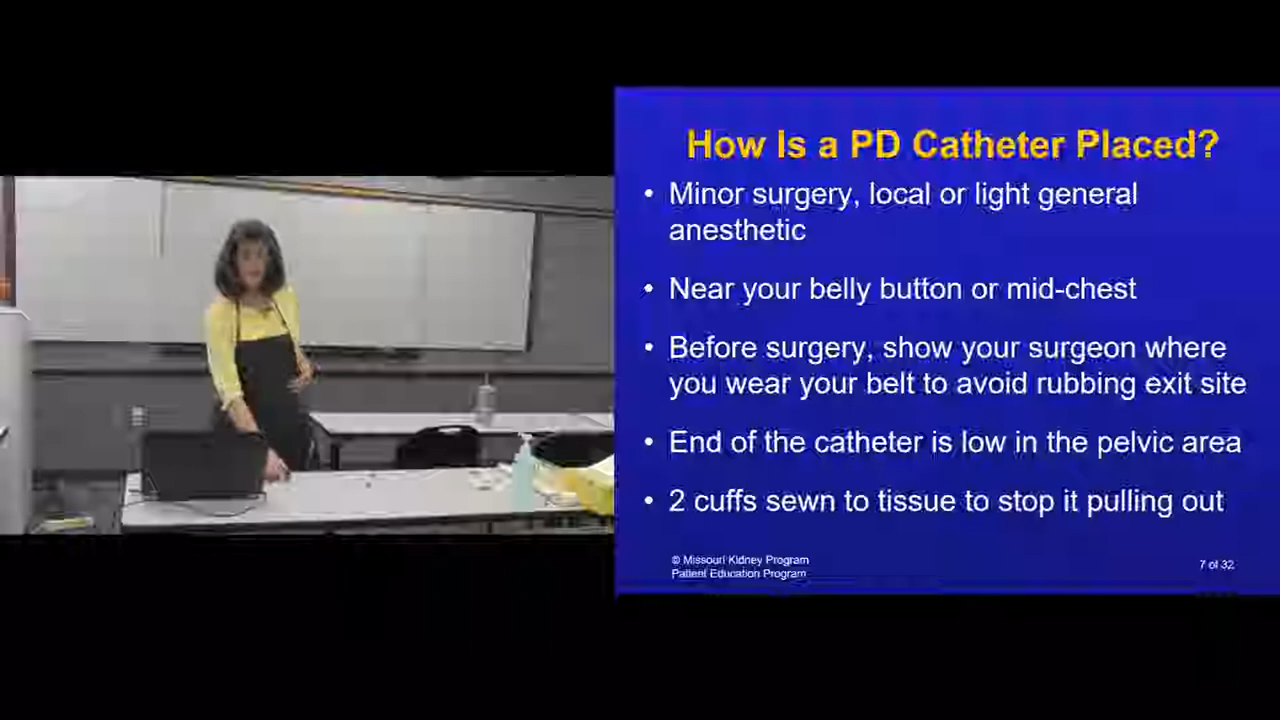 How Is a PD Catheter Placed?
• Minor surgery, local or light general
anesthetic
• Near your belly button or mid-chest
• Before surgery, show your surgeon where
you wear your belt to avoid rubbing exit site
• End of the catheter is low in the pelvic area
• 2 cuffs sewn to tissue to stop it pulling out
© Missouri Kidney Program
Patient Education Program
7 of 32